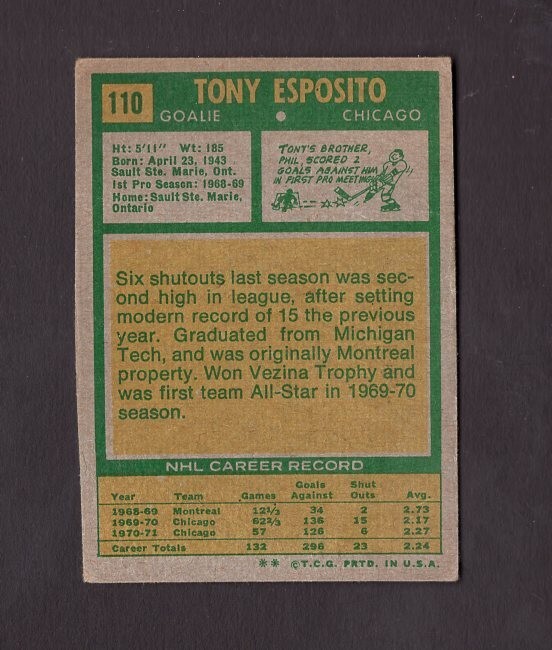 110 TONY ESPOSITO
GOALIE • CHICAGO
Ht: 5'11" Wt: 185
Born: April 23, 1943
Sault Ste. Marie, Ont.
1st Pro Season: 1968-69
Home: Sault Ste. Marie,
Ontario
TONY'S BROTHER,
PHIL, SCORED 2
GOALS AGAINST HIM
IN FIRST PRO MEETING
Six shutouts last season was sec-
ond high in league, after setting
modern record of 15 the previous
year. Graduated from Michigan
Tech, and was originally Montreal
property. Won Vezina Trophy and
was first team All-Star in 1969-70
season.
NHL CAREER RECORD
Year Team Games Goals Against Shut Outs Avg.
1968-69 Montreal 12⅓ 34 2 2.73
1969-70 Chicago 62⅔ 136 15 2.17
1970-71 Chicago 57 126 6 2.27
Career Totals 132 296 23 2.24
** ©T.C.G. PRTD. IN U.S.A.